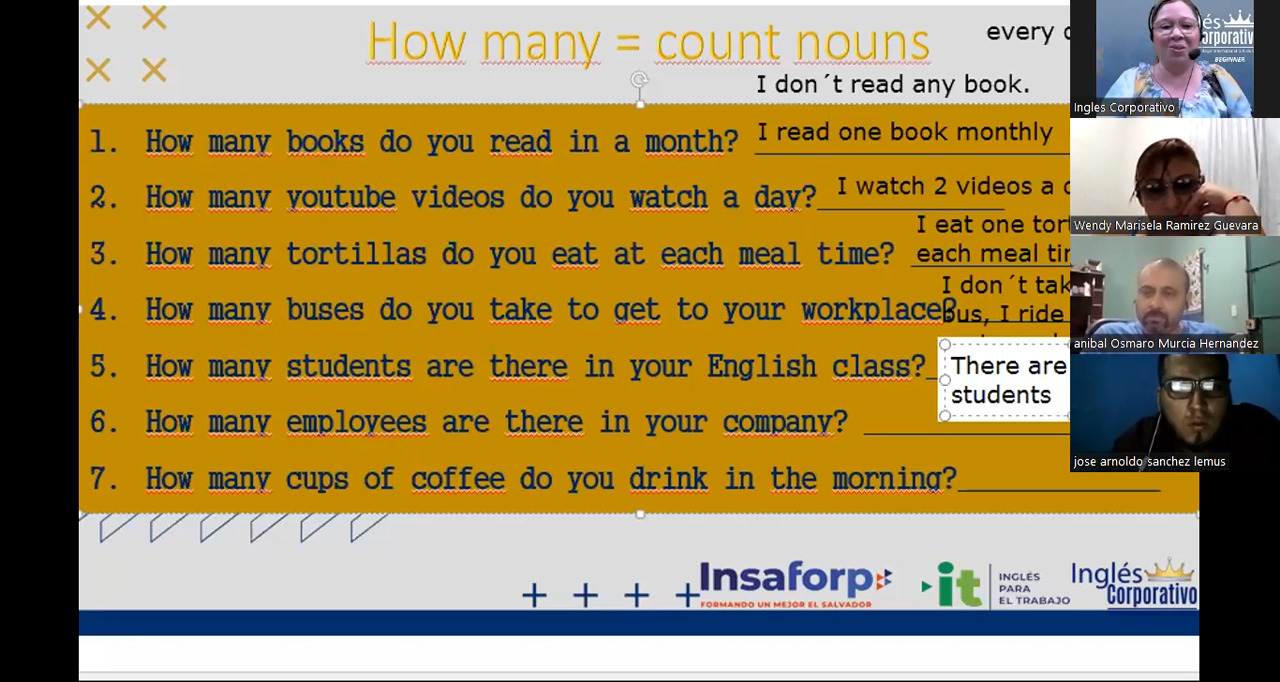 How many = count nouns
every
I don´t read any book.
1. How many books do you read in a month? I read one book monthly
2. How many youtube videos do you watch a day? I watch 2 videos a
3. How many tortillas do you eat at each meal time? I eat one
each meal
4. How many buses do you take to get to your workplace? I don´t
bus, I ride
5. How many students are there in your English class? There are
students
6. How many employees are there in your company?
7. How many cups of coffee do you drink in the morning?
Insaforp
FORMANDO UN MEJOR EL SALVADOR
it
INGLÉS
PARA
EL TRABAJO
Inglés
Corporativo
BEGINNER
Ingles Corporativo
Wendy Marisela Ramirez Guevara
anibal Osmaro Murcia Hernandez
jose arnoldo sanchez lemus